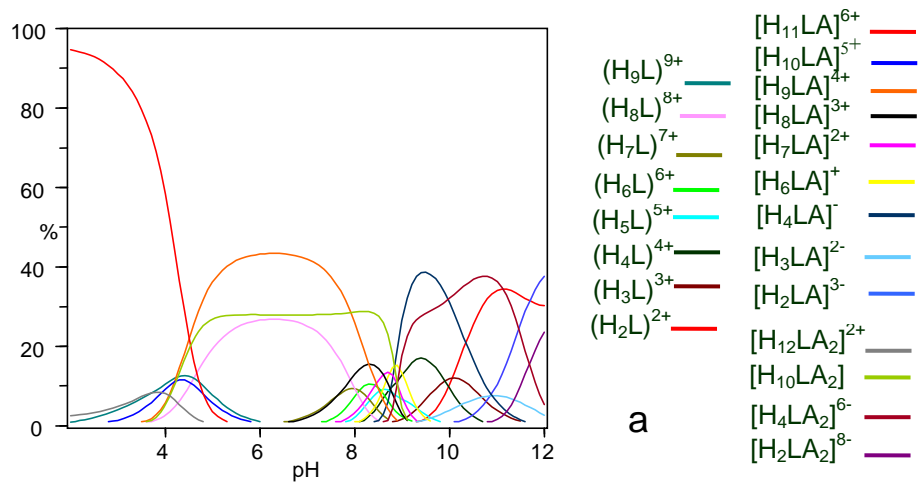 100
80
60
%
40
20
0
4 6 8 10 12
pH
(H₉L)⁹⁺
(H₈L)⁸⁺
(H₇L)⁷⁺
(H₆L)⁶⁺
(H₅L)⁵⁺
(H₄L)⁴⁺
(H₃L)³⁺
(H₂L)²⁺
a
[H₁₁LA]⁶⁺
[H₁₀LA]⁵⁺
[H₉LA]⁴⁺
[H₈LA]³⁺
[H₇LA]²⁺
[H₆LA]⁺
[H₄LA]⁻
[H₃LA]²⁻
[H₂LA]³⁻
[H₁₂LA₂]²⁺
[H₁₀LA₂]
[H₄LA₂]⁶⁻
[H₂LA₂]⁸⁻